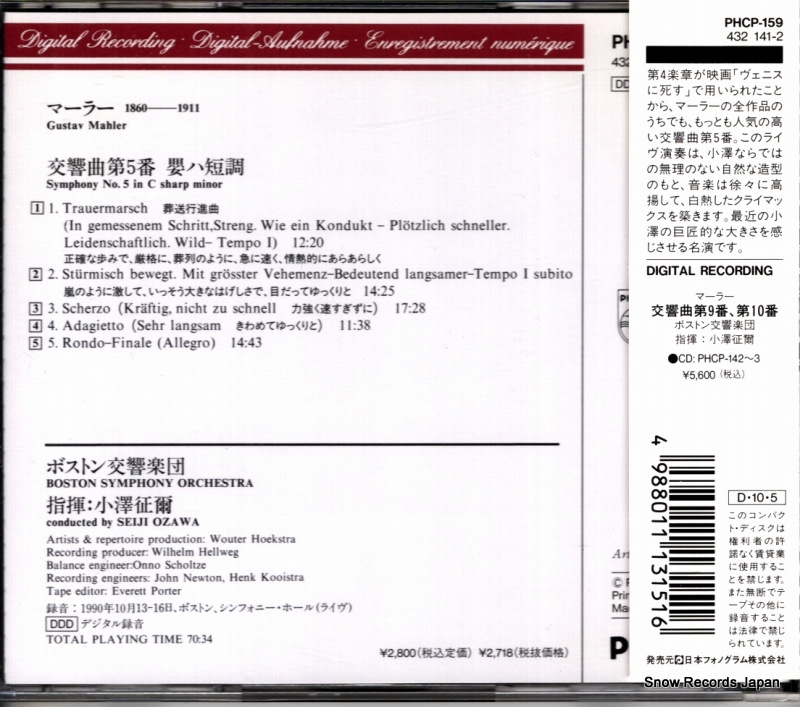 Digital Recording · Digital-Aufnahme · Enregistrement numérique
マーラー 1860——1911
Gustav Mahler
交響曲第5番 嬰ハ短調
Symphony No. 5 in C sharp minor
1 1. Trauermarsch 葬送行進曲
(In gemessenem Schritt,Streng. Wie ein Kondukt – Plötzlich schneller.
Leidenschaftlich. Wild– Tempo I) 12:20
正確な歩みで、厳格に、葬列のように、急に速く、情熱的にあらあらしく
2 2. Stürmisch bewegt. Mit grösster Vehemenz–Bedeutend langsamer–Tempo I subito
嵐のように激して、いっそう大きなはげしさで、目だってゆっくりと 14:25
3 3. Scherzo (Kräftig, nicht zu schnell 力強く速すぎずに) 17:28
4 4. Adagietto (Sehr langsam きわめてゆっくりと) 11:38
5 5. Rondo–Finale (Allegro) 14:43
ボストン交響楽団
BOSTON SYMPHONY ORCHESTRA
指揮:小澤征爾
conducted by SEIJI OZAWA
Artists & repertoire production: Wouter Hoekstra
Recording producer: Wilhelm Hellweg
Balance engineer:Onno Scholtze
Recording engineers: John Newton, Henk Kooistra
Tape editor: Everett Porter
録音:1990年10月13-16日、ボストン、シンフォニー・ホール(ライヴ)
DDD デジタル録音
TOTAL PLAYING TIME 70:34
¥2,800(税込定価) ¥2,718(税抜価格)
PHCP-159
432 141-2
第4楽章が映画「ヴェニス
に死す」で用いられたこと
から、マーラーの全作品の
うちでも、もっとも人気の高
い交響曲第5番。このライ
ヴ演奏は、小澤ならでは
の無理のない自然な造型
のもと、音楽は徐々に高
揚して、白熱したクライマッ
クスを築きます。最近の小
澤の巨匠的な大きさを感
じさせる名演です。
DIGITAL RECORDING
マーラー
交響曲第9番、第10番
ボストン交響楽団
指揮:小澤征爾
●CD: PHCP-142〜3
¥5,600(税込)
4 988011 131516
D・10・5
このコンパク
ト・ディスクは
権利者の許
諾なく賃貸業
に使用するこ
とを禁じます。
また無断でテ
ープその他に
録音すること
は法律で禁じ
られています。
発売元 日本フォノグラム株式会社
Snow Records Japan